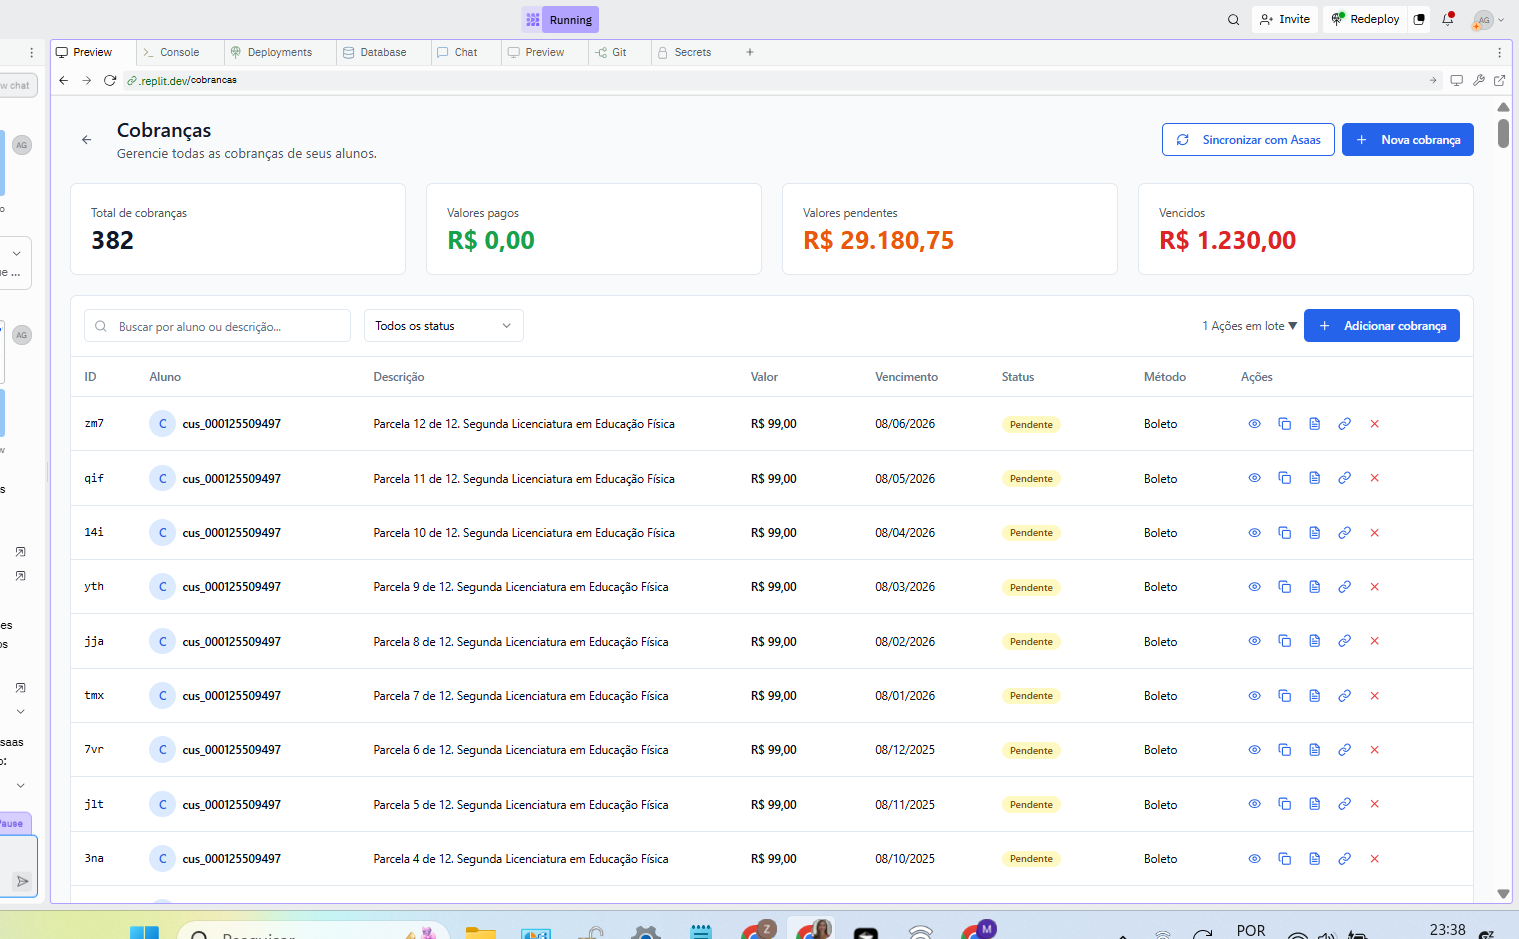 Running
Invite
Redeploy
AG
Preview
Console
Deployments
Database
Chat
Preview
Git
Secrets
w chat
.replit.dev/cobrancas
AG
o
ue ...
AG
w
s
es
os
saas
o:
Pause
Cobranças
Gerencie todas as cobranças de seus alunos.
Sincronizar com Asaas
Nova cobrança
Total de cobranças
382
Valores pagos
R$ 0,00
Valores pendentes
R$ 29.180,75
Vencidos
R$ 1.230,00
Buscar por aluno ou descrição...
Todos os status
1 Ações em lote
Adicionar cobrança
ID Aluno Descrição Valor Vencimento Status Método Ações
zm7 C cus_000125509497 Parcela 12 de 12. Segunda Licenciatura em Educação Física R$ 99,00 08/06/2026 Pendente Boleto
qif C cus_000125509497 Parcela 11 de 12. Segunda Licenciatura em Educação Física R$ 99,00 08/05/2026 Pendente Boleto
14i C cus_000125509497 Parcela 10 de 12. Segunda Licenciatura em Educação Física R$ 99,00 08/04/2026 Pendente Boleto
yth C cus_000125509497 Parcela 9 de 12. Segunda Licenciatura em Educação Física R$ 99,00 08/03/2026 Pendente Boleto
jja C cus_000125509497 Parcela 8 de 12. Segunda Licenciatura em Educação Física R$ 99,00 08/02/2026 Pendente Boleto
tmx C cus_000125509497 Parcela 7 de 12. Segunda Licenciatura em Educação Física R$ 99,00 08/01/2026 Pendente Boleto
7vr C cus_000125509497 Parcela 6 de 12. Segunda Licenciatura em Educação Física R$ 99,00 08/12/2025 Pendente Boleto
jlt C cus_000125509497 Parcela 5 de 12. Segunda Licenciatura em Educação Física R$ 99,00 08/11/2025 Pendente Boleto
3na C cus_000125509497 Parcela 4 de 12. Segunda Licenciatura em Educação Física R$ 99,00 08/10/2025 Pendente Boleto
Pesquisar
Z
M
POR
23:38